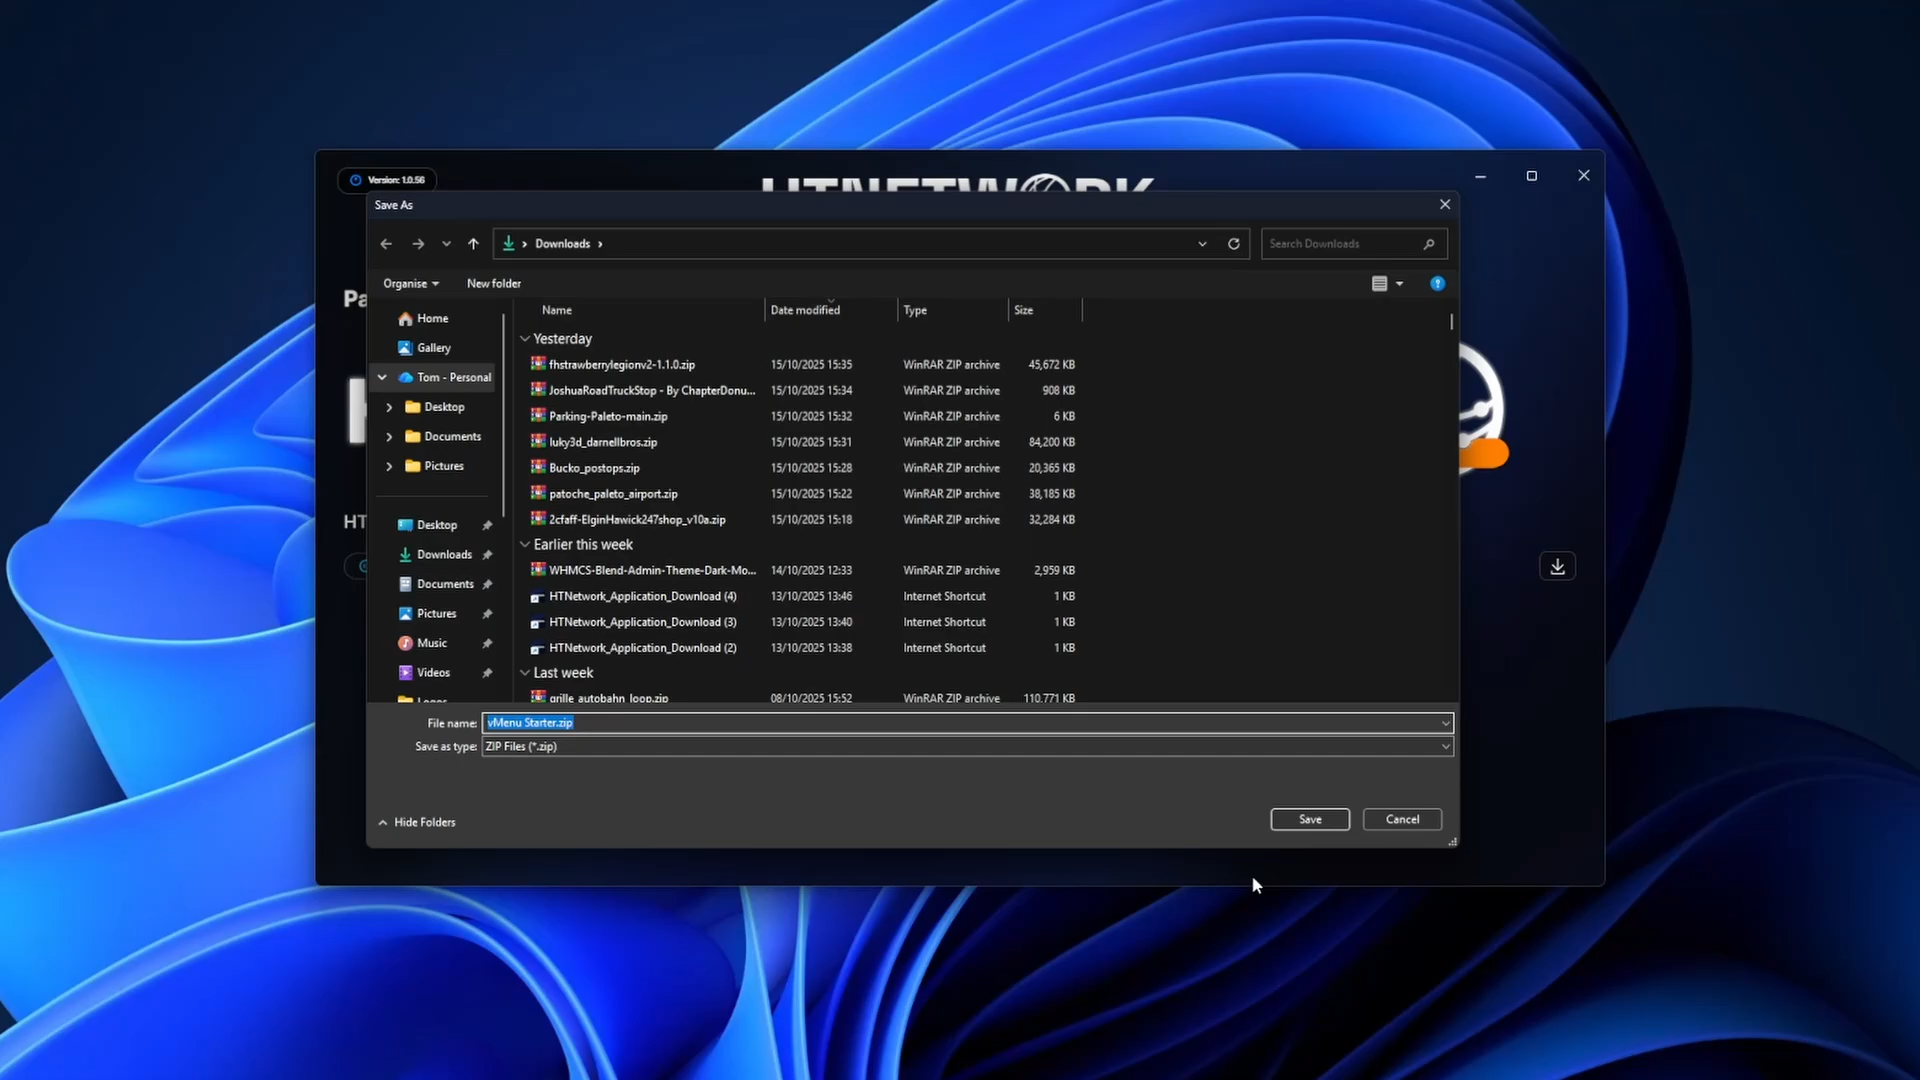 Version: 1.0.56
HTNETWORK
Save As
Downloads
Search Downloads
Organise
New folder
Pa
Name Date modified Type Size
Home
Gallery
Tom - Personal
Desktop
Documents
Pictures
Desktop
Downloads
Documents
Pictures
Music
Videos
Yesterday
fhstrawberrylegionv2-1.1.0.zip 15/10/2025 15:35 WinRAR ZIP archive 45,672 KB
JoshuaRoadTruckStop - By ChapterDonu... 15/10/2025 15:34 WinRAR ZIP archive 908 KB
Parking-Paleto-main.zip 15/10/2025 15:32 WinRAR ZIP archive 6 KB
luky3d_darnellbros.zip 15/10/2025 15:31 WinRAR ZIP archive 84,200 KB
Bucko_postops.zip 15/10/2025 15:28 WinRAR ZIP archive 20,365 KB
patoche_paleto_airport.zip 15/10/2025 15:22 WinRAR ZIP archive 38,185 KB
2cfaff-ElginHawick247shop_v10a.zip 15/10/2025 15:18 WinRAR ZIP archive 32,284 KB
Earlier this week
WHMCS-Blend-Admin-Theme-Dark-Mo... 14/10/2025 12:33 WinRAR ZIP archive 2,959 KB
HTNetwork_Application_Download (4) 13/10/2025 13:46 Internet Shortcut 1 KB
HTNetwork_Application_Download (3) 13/10/2025 13:40 Internet Shortcut 1 KB
HTNetwork_Application_Download (2) 13/10/2025 13:38 Internet Shortcut 1 KB
Last week
grille_autobahn_loop.zip 08/10/2025 15:52 WinRAR ZIP archive 110,771 KB
HT
File name: vMenu Starter.zip
Save as type: ZIP Files (*.zip)
Hide Folders
Save
Cancel